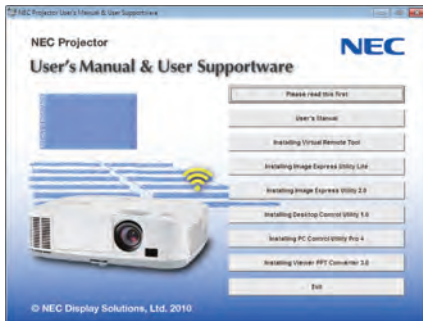 NEC Projector User's Manual & User Supportware
NEC Projector
NEC
User's Manual & User Supportware
Please read this first
User's Manual
Installing Virtual Remote Tool
Installing Image Express Utility Lite
Installing Image Express Utility 2.0
Installing Desktop Control Utility 1.0
Installing PC Control Utility Pro 4
Installing Viewer PPT Converter 3.0
Exit
© NEC Display Solutions, Ltd. 2010